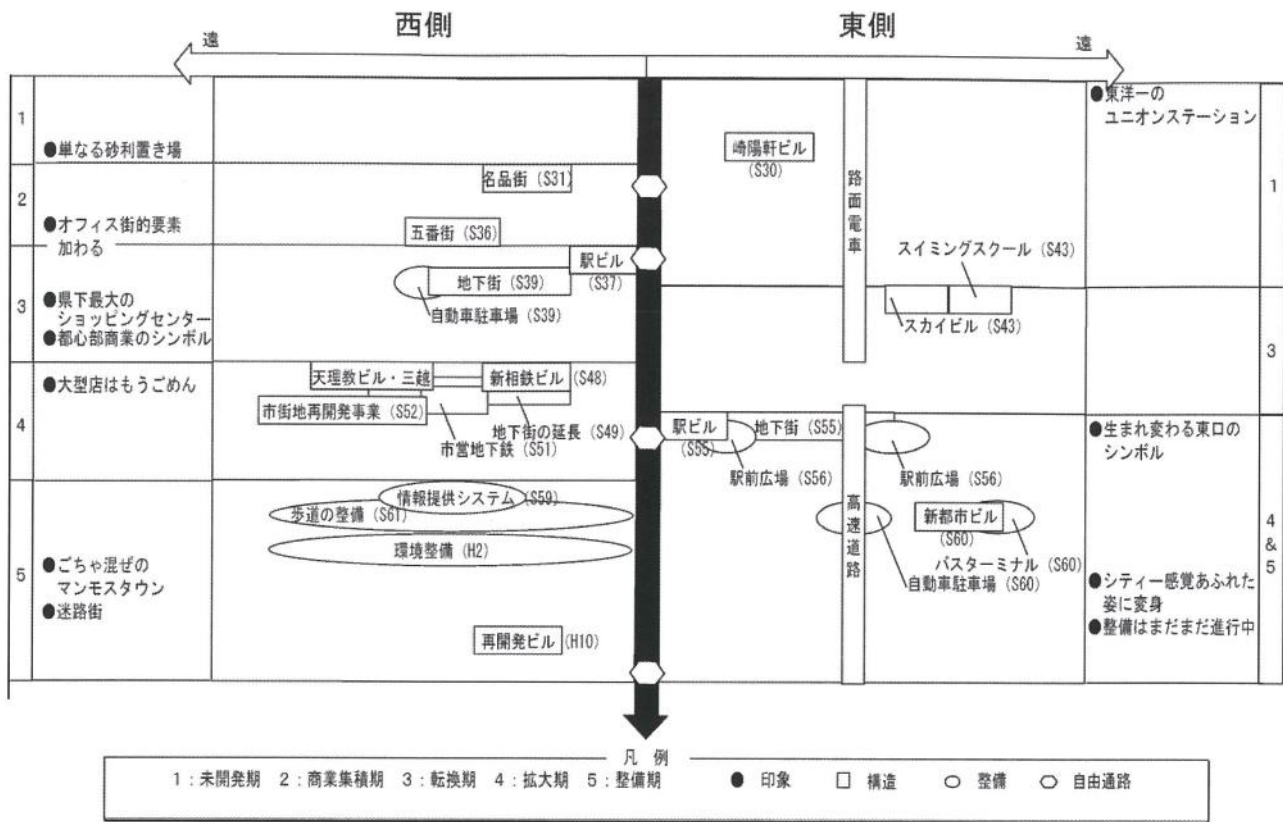 西側
東側
遠
遠
1
●単なる砂利置き場
2
●オフィス街的要素
加わる
3
●県下最大の
ショッピングセンター
●都心部商業のシンボル
4
●大型店はもうごめん
5
●ごちゃ混ぜの
マンモスタウン
●迷路街
名品街(S31)
五番街(S36)
駅ビル
(S37)
地下街(S39)
自動車駐車場(S39)
天理教ビル・三越
新相鉄ビル(S48)
市街地再開発事業(S52)
地下街の延長(S49)
市営地下鉄(S51)
情報提供システム(S59)
歩道の整備(S61)
環境整備(H2)
再開発ビル(H10)
崎陽軒ビル
(S30)
路面電車
スイミングスクール(S43)
スカイビル(S43)
駅ビル
(S55)
地下街(S55)
駅前広場(S56)
駅前広場(S56)
高速道路
新都市ビル
(S60)
バスターミナル(S60)
自動車駐車場(S60)
●東洋一の
ユニオンステーション
1
3
●生まれ変わる東口の
シンボル
4
&
5
●シティー感覚あふれた
姿に変身
●整備はまだまだ進行中
凡例
1:未開発期 2:商業集積期 3:転換期 4:拡大期 5:整備期 ● 印象 □ 構造 ○ 整備 自由通路